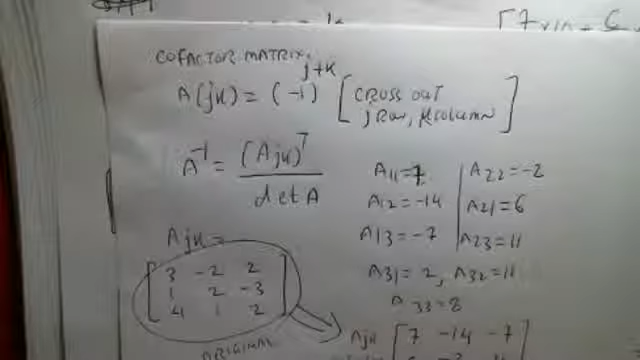 [7
COFACTOR MATRIX.
A(jk) = (-1)^j+k [CROSS OUT
j ROW, K COLUMN]
A^-1 = (Ajk)^T
det A
A11=7
A12=-14
A13=-7
A22=-2
A21=6
A23=11
A31=2, A32=11
A33=8
Ajk=
3 -2 2
1 2 -3
4 1 2
ORIGINAL
Ajk [7 -14 -7]